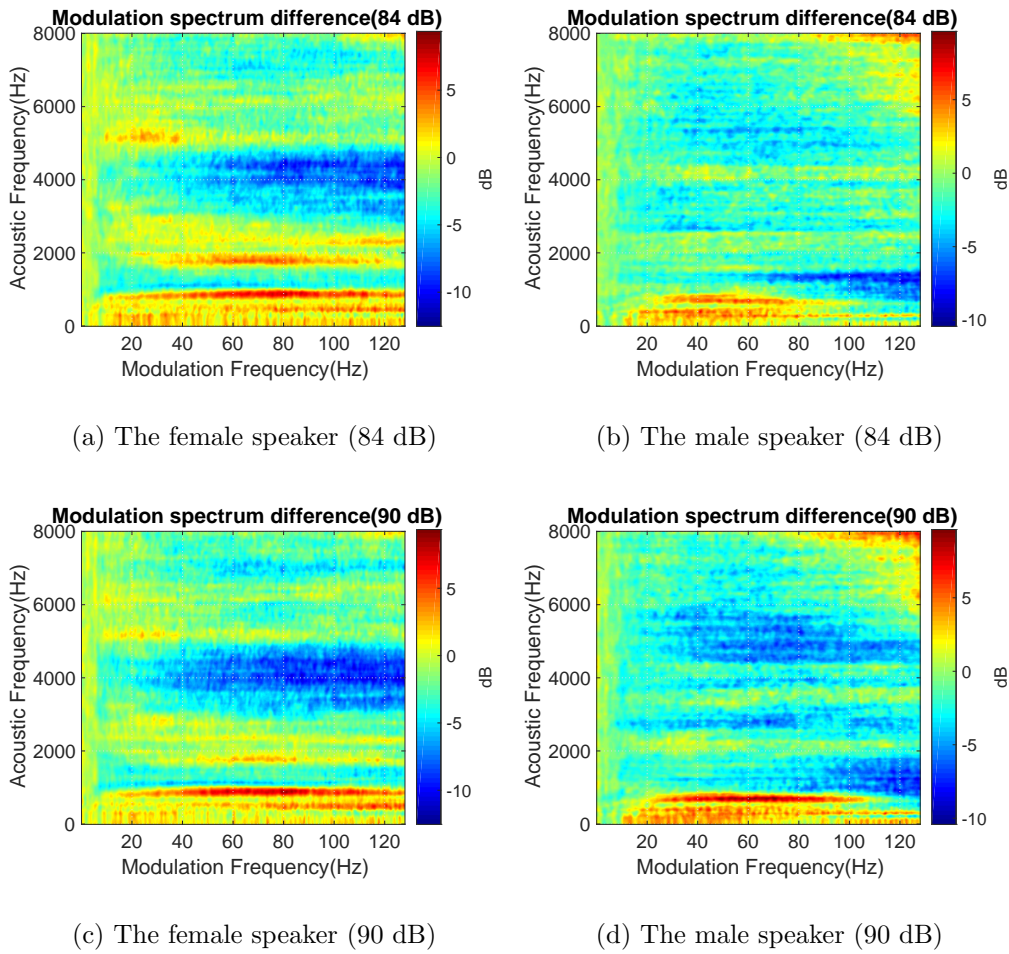 Modulation spectrum difference(84 dB)
8000
6000
4000
2000
0
20 40 60 80 100 120
Acoustic Frequency(Hz)
Modulation Frequency(Hz)
5
0
-5
-10
dB
(a) The female speaker (84 dB)
Modulation spectrum difference(84 dB)
8000
6000
4000
2000
0
20 40 60 80 100 120
Acoustic Frequency(Hz)
Modulation Frequency(Hz)
5
0
-5
-10
dB
(b) The male speaker (84 dB)
Modulation spectrum difference(90 dB)
8000
6000
4000
2000
0
20 40 60 80 100 120
Acoustic Frequency(Hz)
Modulation Frequency(Hz)
5
0
-5
-10
dB
(c) The female speaker (90 dB)
Modulation spectrum difference(90 dB)
8000
6000
4000
2000
0
20 40 60 80 100 120
Acoustic Frequency(Hz)
Modulation Frequency(Hz)
5
0
-5
-10
dB
(d) The male speaker (90 dB)